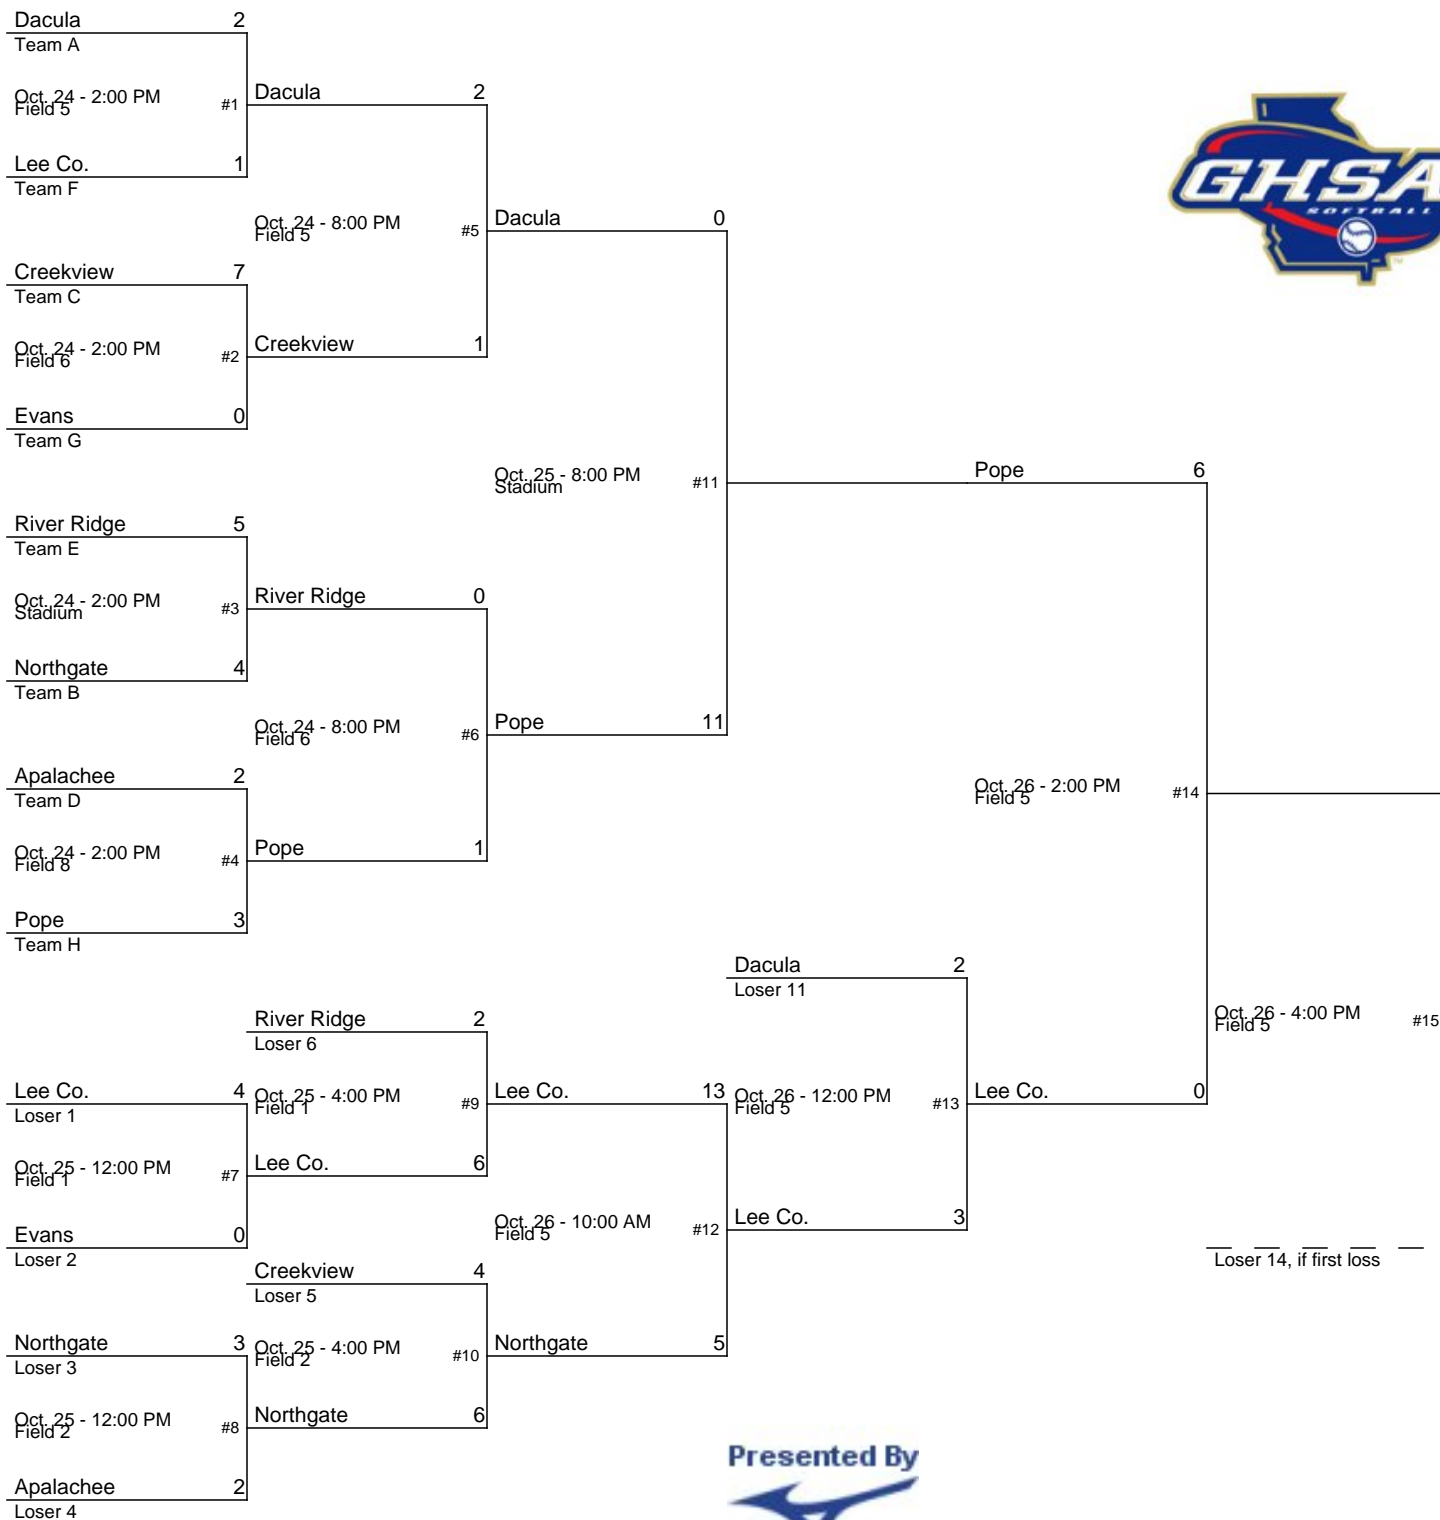 Dacula 2
Team A
Oct. 24 - 2:00 PM
Field 5
#1
Lee Co. 1
Team F
Dacula 2
Oct. 24 - 8:00 PM
Field 5
#5
Creekview 7
Team C
Oct. 24 - 2:00 PM
Field 6
#2
Creekview 1
Evans 0
Team G
Dacula 0
Oct. 25 - 8:00 PM
Stadium
#11
River Ridge 5
Team E
Oct. 24 - 2:00 PM
Stadium
#3
River Ridge 0
Northgate 4
Team B
Oct. 24 - 8:00 PM
Field 6
#6
Pope 11
Apalachee 2
Team D
Oct. 24 - 2:00 PM
Field 8
#4
Pope 1
Pope 3
Team H
GHSA
SOFTBALL
TM
Pope 6
Oct. 26 - 2:00 PM
Field 5
#14
Dacula 2
Loser 11
Oct. 26 - 12:00 PM
Field 5
#13
Lee Co. 0
Oct. 26 - 4:00 PM
Field 5
#15
River Ridge 2
Loser 6
Oct. 25 - 4:00 PM
Field 1
#9
Lee Co. 13
Lee Co. 4
Loser 1
Oct. 25 - 12:00 PM
Field 1
#7
Lee Co. 6
Evans 0
Loser 2
Oct. 26 - 10:00 AM
Field 5
#12
Lee Co. 3
Loser 14, if first loss
Creekview 4
Loser 5
Oct. 25 - 4:00 PM
Field 2
#10
Northgate 5
Northgate 3
Loser 3
Oct. 25 - 12:00 PM
Field 2
#8
Northgate 6
Apalachee 2
Loser 4
Presented By